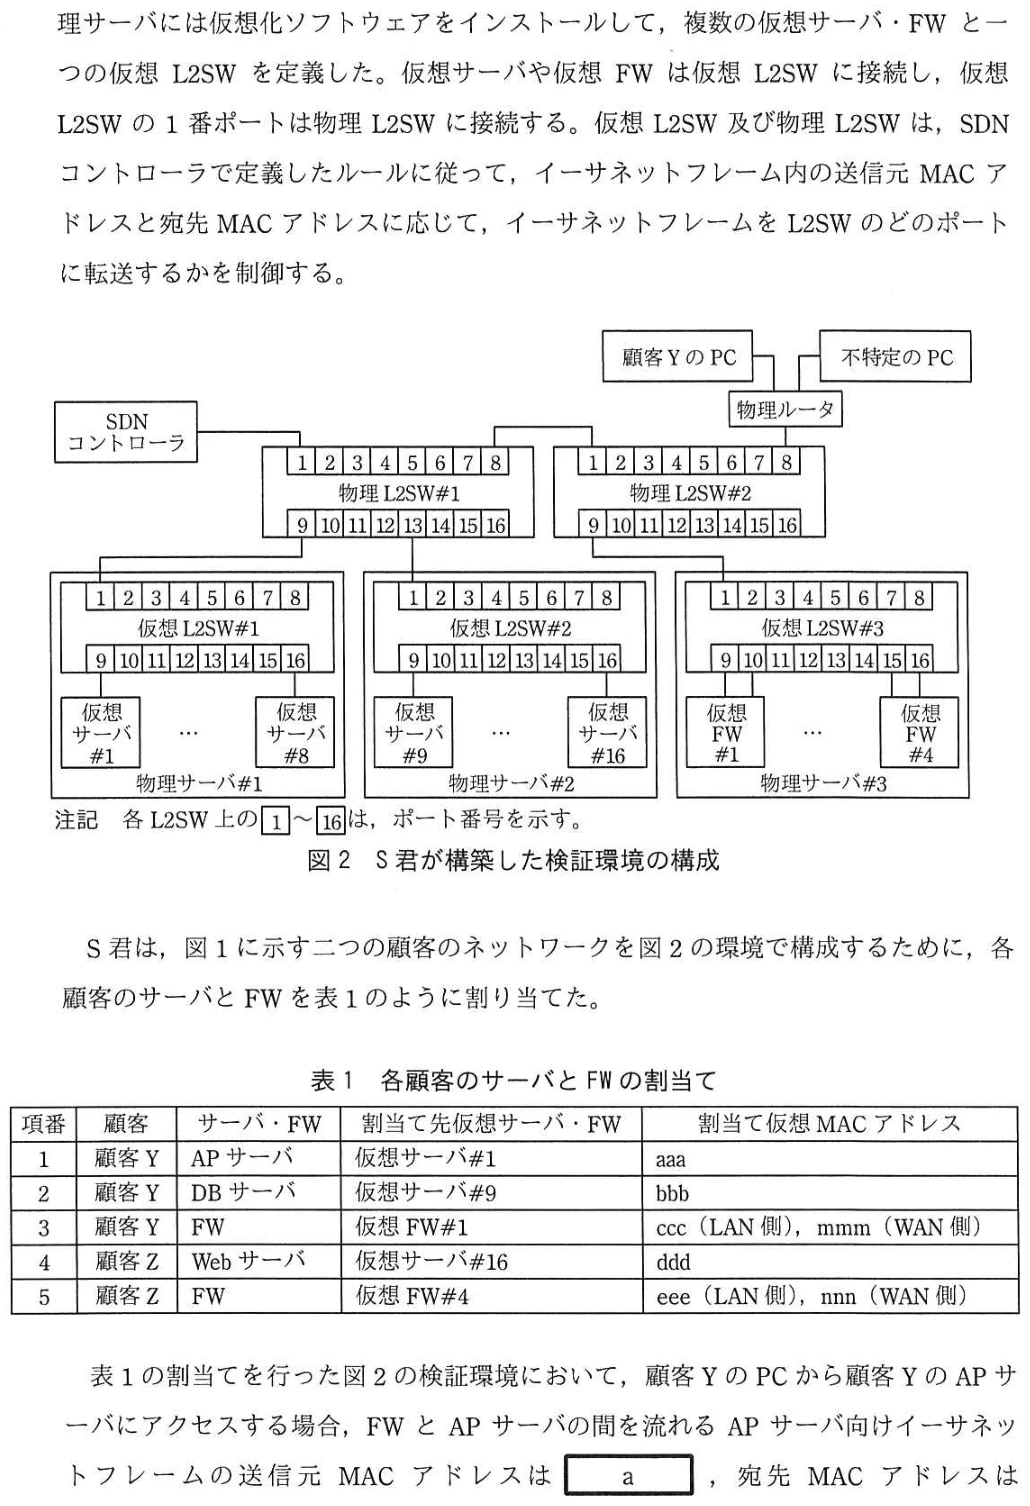 理サーバには仮想化ソフトウェアをインストールして，複数の仮想サーバ・FW と一
つの仮想 L2SW を定義した。仮想サーバや仮想 FW は仮想 L2SW に接続し，仮想
L2SW の 1 番ポートは物理 L2SW に接続する。仮想 L2SW 及び物理 L2SW は，SDN
コントローラで定義したルールに従って，イーサネットフレーム内の送信元 MAC ア
ドレスと宛先 MAC アドレスに応じて，イーサネットフレームを L2SW のどのポート
に転送するかを制御する。
顧客 Y の PC
不特定の PC
物理ルータ
SDN
コントローラ
1 2 3 4 5 6 7 8
物理 L2SW#1
9 10 11 12 13 14 15 16
1 2 3 4 5 6 7 8
物理 L2SW#2
9 10 11 12 13 14 15 16
1 2 3 4 5 6 7 8
仮想 L2SW#1
9 10 11 12 13 14 15 16
仮想
サーバ
#1
…
仮想
サーバ
#8
物理サーバ#1
1 2 3 4 5 6 7 8
仮想 L2SW#2
9 10 11 12 13 14 15 16
仮想
サーバ
#9
…
仮想
サーバ
#16
物理サーバ#2
1 2 3 4 5 6 7 8
仮想 L2SW#3
9 10 11 12 13 14 15 16
仮想
FW
#1
…
仮想
FW
#4
物理サーバ#3
注記　各 L2SW 上の 1 ～ 16 は，ポート番号を示す。
図 2　S 君が構築した検証環境の構成
S 君は，図 1 に示す二つの顧客のネットワークを図 2 の環境で構成するために，各
顧客のサーバと FW を表 1 のように割り当てた。
表 1　各顧客のサーバと FW の割当て
項番 顧客 サーバ・FW 割当て先仮想サーバ・FW 割当て仮想 MAC アドレス
1 顧客 Y AP サーバ 仮想サーバ#1 aaa
2 顧客 Y DB サーバ 仮想サーバ#9 bbb
3 顧客 Y FW 仮想 FW#1 ccc（LAN 側），mmm（WAN 側）
4 顧客 Z Web サーバ 仮想サーバ#16 ddd
5 顧客 Z FW 仮想 FW#4 eee（LAN 側），nnn（WAN 側）
表 1 の割当てを行った図 2 の検証環境において，顧客 Y の PC から顧客 Y の AP サ
ーバにアクセスする場合，FW と AP サーバの間を流れる AP サーバ向けイーサネッ
トフレームの送信元 MAC アドレスは a ，宛先 MAC アドレスは